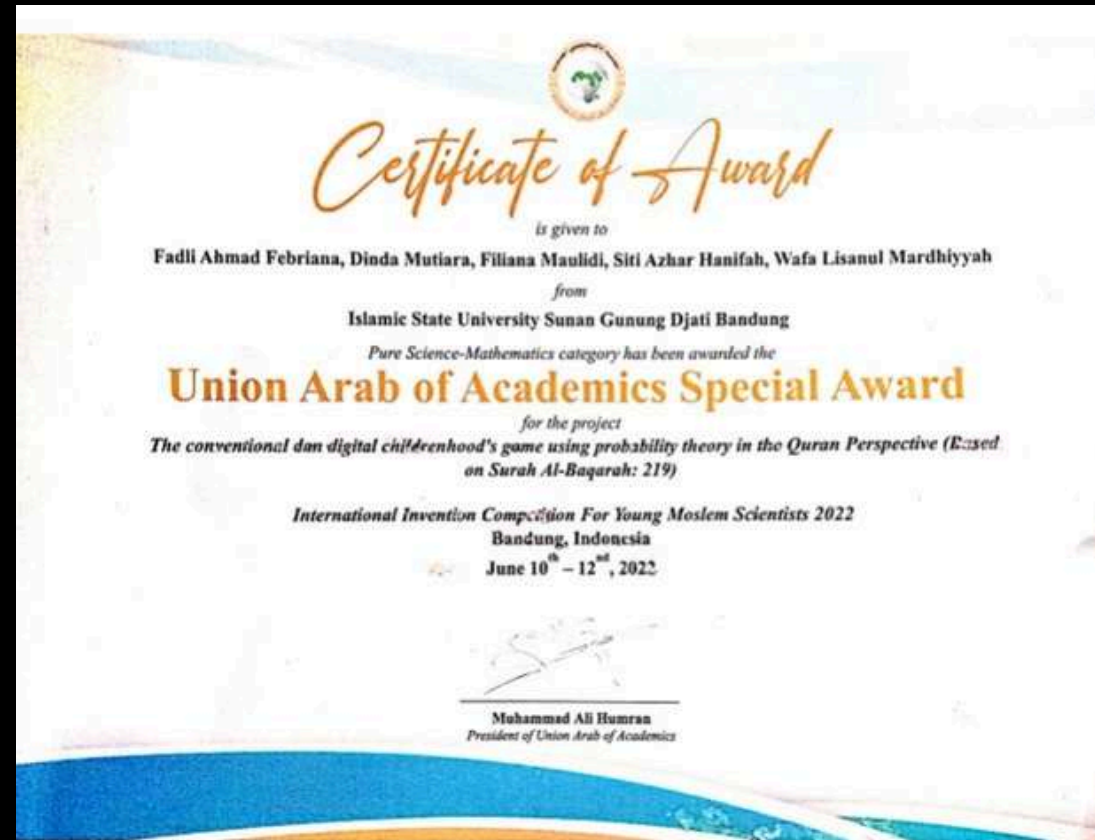 Certificate of Award
is given to
Fadli Ahmad Febriana, Dinda Mutiara, Filiana Maulidi, Siti Azhar Hanifah, Wafa Lisanul Mardhiyyah
from
Islamic State University Sunan Gunung Djati Bandung
Pure Science-Mathematics category has been awarded the
Union Arab of Academics Special Award
for the project
The conventional dan digital childrenhood's game using probability theory in the Quran Perspective (Based
on Surah Al-Baqarah: 219)
International Invention Competition For Young Moslem Scientists 2022
Bandung, Indonesia
June 10th – 12nd, 2022
Muhammad Ali Humran
President of Union Arab of Academics